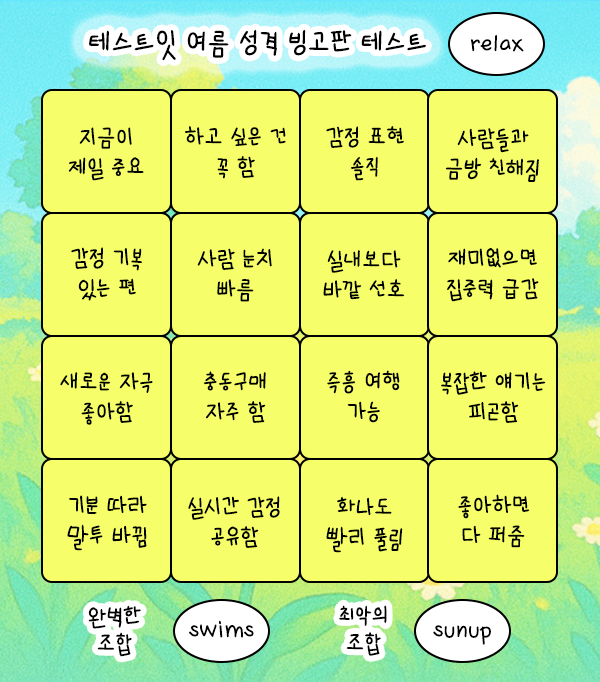 테스트잇 여름 성격 빙고판 테스트
relax
지금이
제일 중요
하고 싶은 건
꼭 함
감정 표현
솔직
사람들과
금방 친해짐
감정 기복
있는 편
사람 눈치
빠름
실내보다
바깥 선호
재미없으면
집중력 급감
새로운 자극
좋아함
충동구매
자주 함
즉흥 여행
가능
복잡한 얘기는
피곤함
기분 따라
말투 바뀜
실시간 감정
공유함
화나도
빨리 풀림
좋아하면
다 퍼줌
완벽한
조합
swims
최악의
조합
sunup